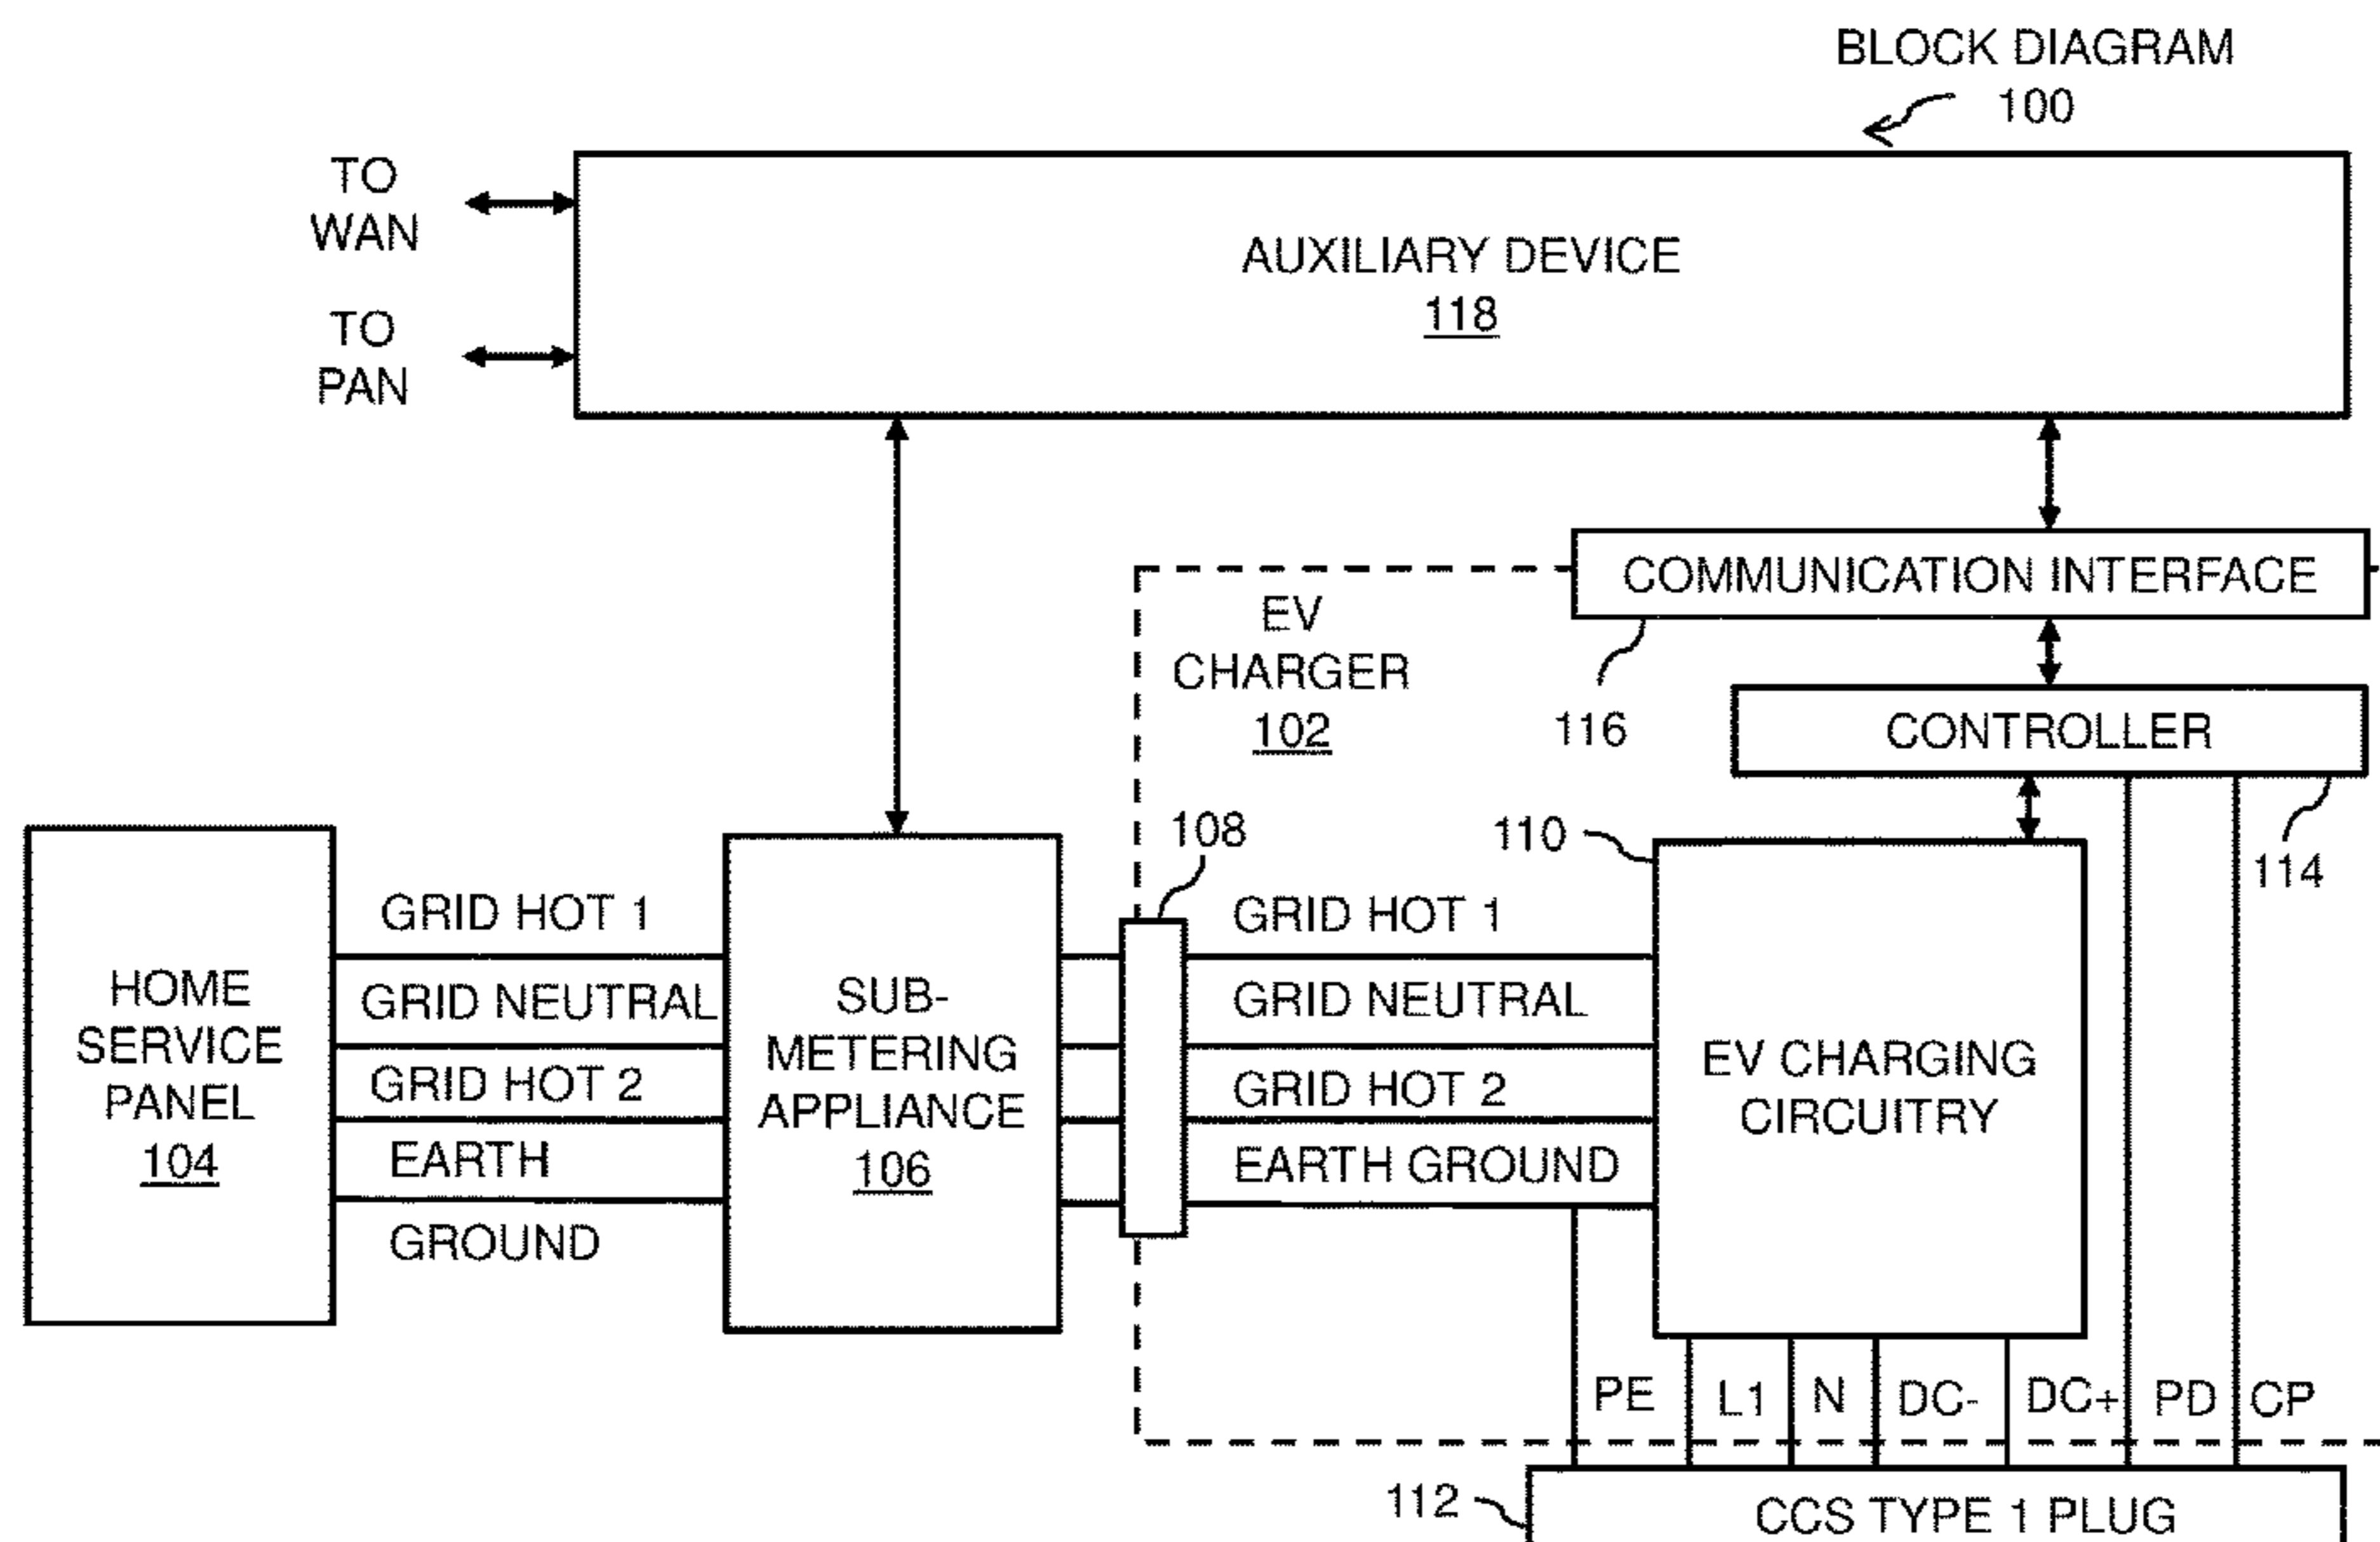 BLOCK DIAGRAM
100
TO
WAN
TO
PAN
AUXILIARY DEVICE
118
COMMUNICATION INTERFACE
116
EV
CHARGER
102
CONTROLLER
114
108
110
HOME
SERVICE
PANEL
104
GRID HOT 1
GRID NEUTRAL
GRID HOT 2
EARTH
GROUND
SUB-
METERING
APPLIANCE
106
GRID HOT 1
GRID NEUTRAL
GRID HOT 2
EARTH GROUND
EV CHARGING
CIRCUITRY
PE L1 N DC- DC+ PD CP
112
CCS TYPE 1 PLUG